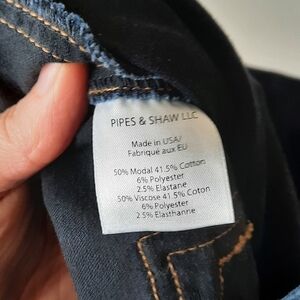 PIPES & SHAW LLC
Made in USA/
Fabriqué aux EU
50% Modal 41.5% Cotton
6% Polyester
2.5% Elastane
50% Viscose 41.5% Coton
6% Polyester
2.5% Elasthanne